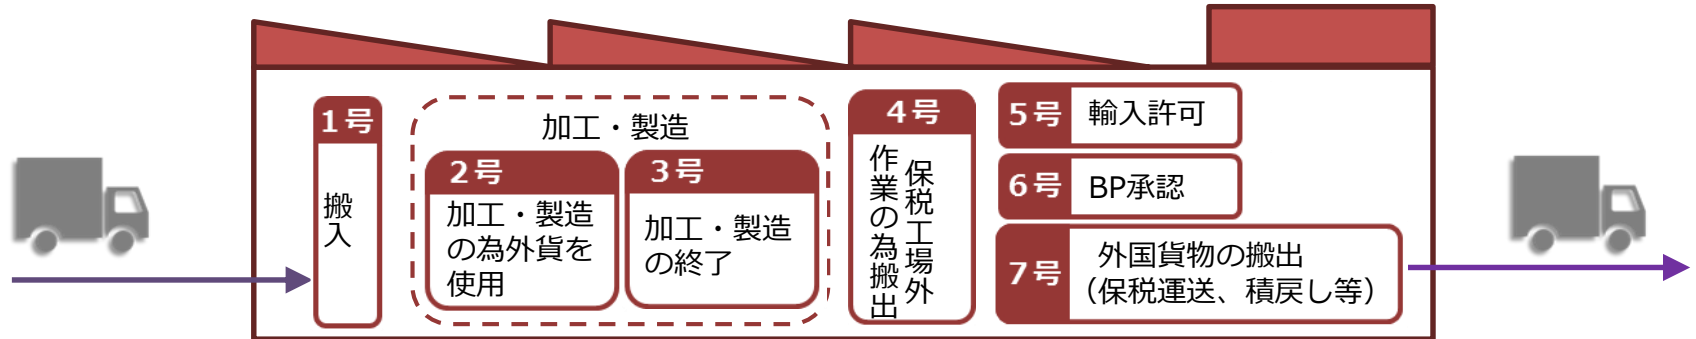 1号
搬入
加工・製造
2号
加工・製造
の為外貨を
使用
3号
加工・製造
の終了
4号
保税工場外
作業の為搬出
5号
輸入許可
6号
BP承認
7号
外国貨物の搬出
（保税運送、積戻し等）